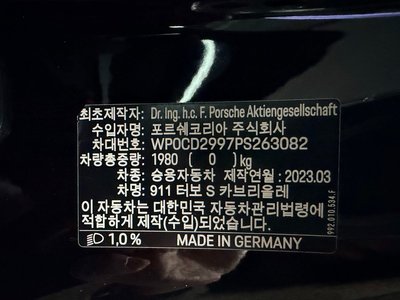 최초제작자: Dr. Ing. h.c. F. Porsche Aktiengesellschaft
수입자명: 포르쉐코리아 주식회사
차대번호: WP0CD2997PS263082
차량총중량: 1980 ( 0 ) kg
차종: 승용자동차 제작연월 : 2023.03
차명: 911 터보 S 카브리올레
이 자동차는 대한민국 자동차관리법령에
적합하게 제작(수입)되었습니다.
1,0% MADE IN GERMANY
992.010.534.F